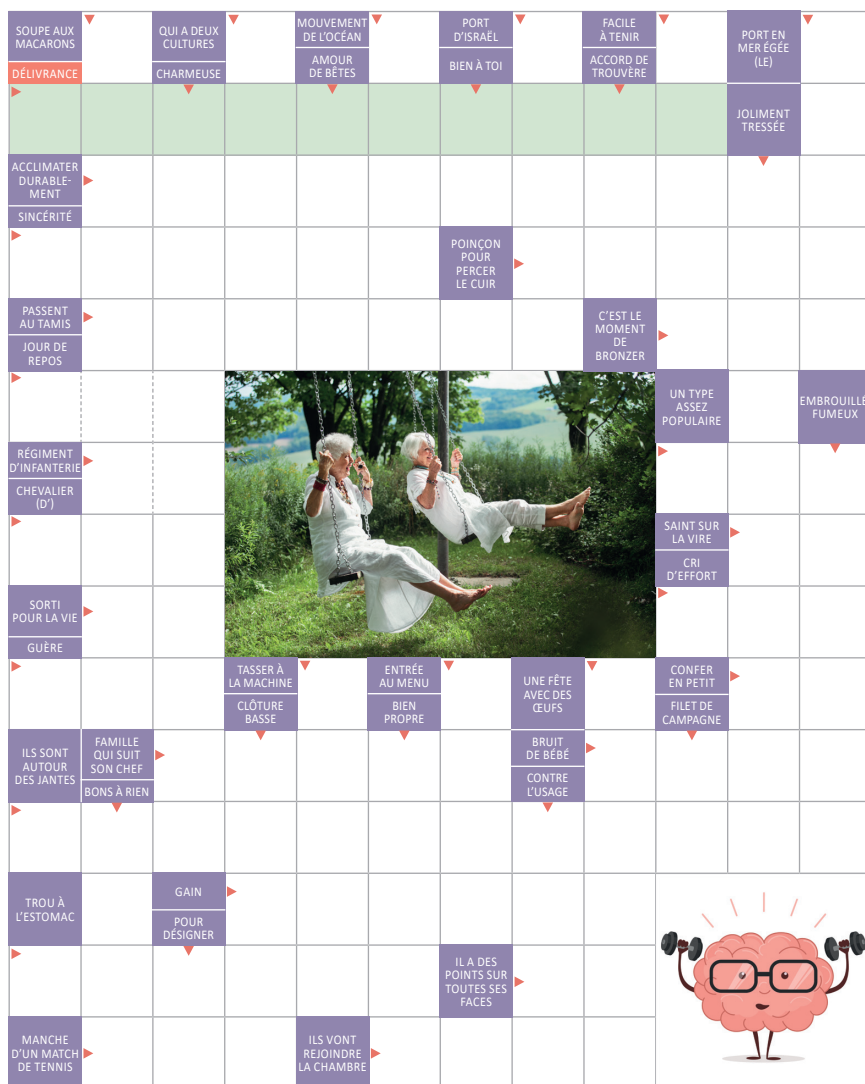 SOUPE AUX
MACARONS
DÉLIVRANCE
QUI A DEUX
CULTURES
CHARMEUSE
MOUVEMENT
DE L'OCÉAN
AMOUR
DE BÊTES
PORT
D'ISRAËL
BIEN À TOI
FACILE
À TENIR
ACCORD DE
TROUVÈRE
PORT EN
MER ÉGÉE
(LE)
JOLIMENT
TRESSÉE
ACCLIMATER
DURABLE-
MENT
SINCÉRITÉ
POINÇON
POUR
PERCER
LE CUIR
PASSENT
AU TAMIS
JOUR DE
REPOS
C'EST LE
MOMENT
DE
BRONZER
UN TYPE
ASSEZ
POPULAIRE
EMBROUILLÉ
FUMEUX
RÉGIMENT
D'INFANTERIE
CHEVALIER
(D')
SAINT SUR
LA VIRE
CRI
D'EFFORT
SORTI
POUR LA VIE
GUÈRE
TASSER À
LA MACHINE
CLÔTURE
BASSE
ENTRÉE
AU MENU
BIEN
PROPRE
UNE FÊTE
AVEC DES
ŒUFS
CONFER
EN PETIT
FILET DE
CAMPAGNE
ILS SONT
AUTOUR
DES JANTES
FAMILLE
QUI SUIT
SON CHEF
BONS À RIEN
BRUIT
DE BÉBÉ
CONTRE
L'USAGE
TROU À
L'ESTOMAC
GAIN
POUR
DÉSIGNER
IL A DES
POINTS SUR
TOUTES SES
FACES
MANCHE
D'UN MATCH
DE TENNIS
ILS VONT
REJOINDRE
LA CHAMBRE